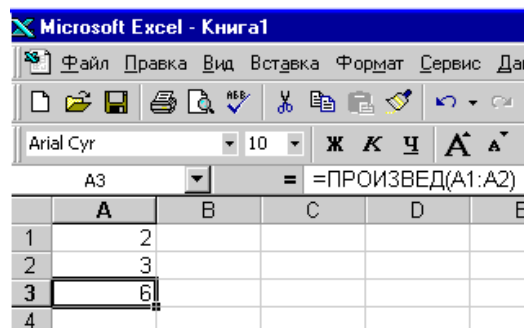 Microsoft Excel - Книга1
Файл Правка Вид Вставка Формат Сервис
Arial Cyr 10 Ж К Ч A A
A3 = =ПРОИЗВЕД(A1:A2)
A B C D E
1 2
2 3
3 6
4